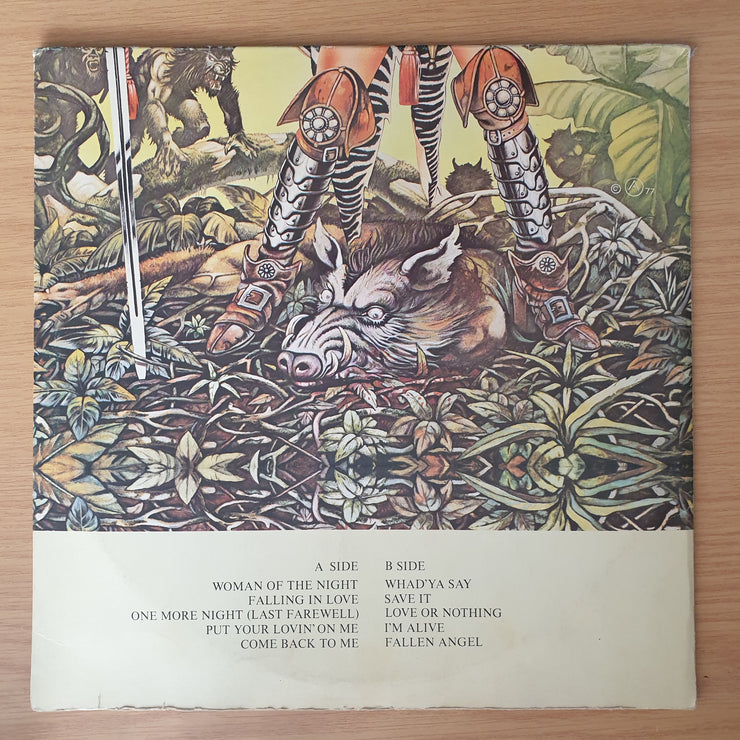 © A 77
A SIDE
WOMAN OF THE NIGHT
FALLING IN LOVE
ONE MORE NIGHT (LAST FAREWELL)
PUT YOUR LOVIN' ON ME
COME BACK TO ME
B SIDE
WHAD'YA SAY
SAVE IT
LOVE OR NOTHING
I'M ALIVE
FALLEN ANGEL